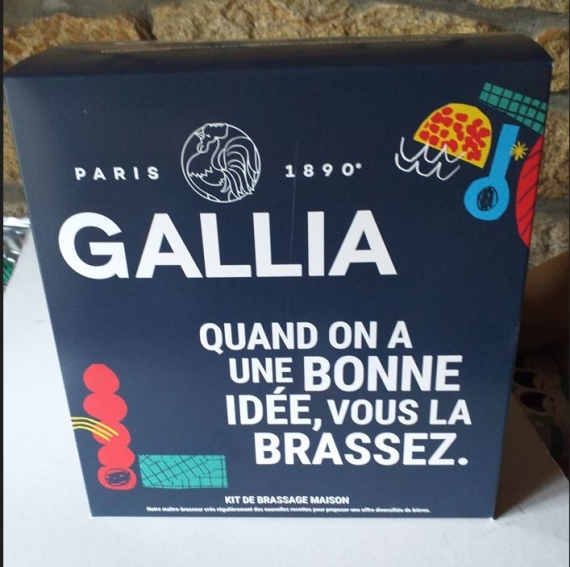 PARIS 1890*
GALLIA
QUAND ON A
UNE BONNE
IDÉE, VOUS LA
BRASSEZ.
KIT DE BRASSAGE MAISON
Notre maître-brasseur crée régulièrement des nouvelles recettes pour proposer une offre diversifiée de bières.